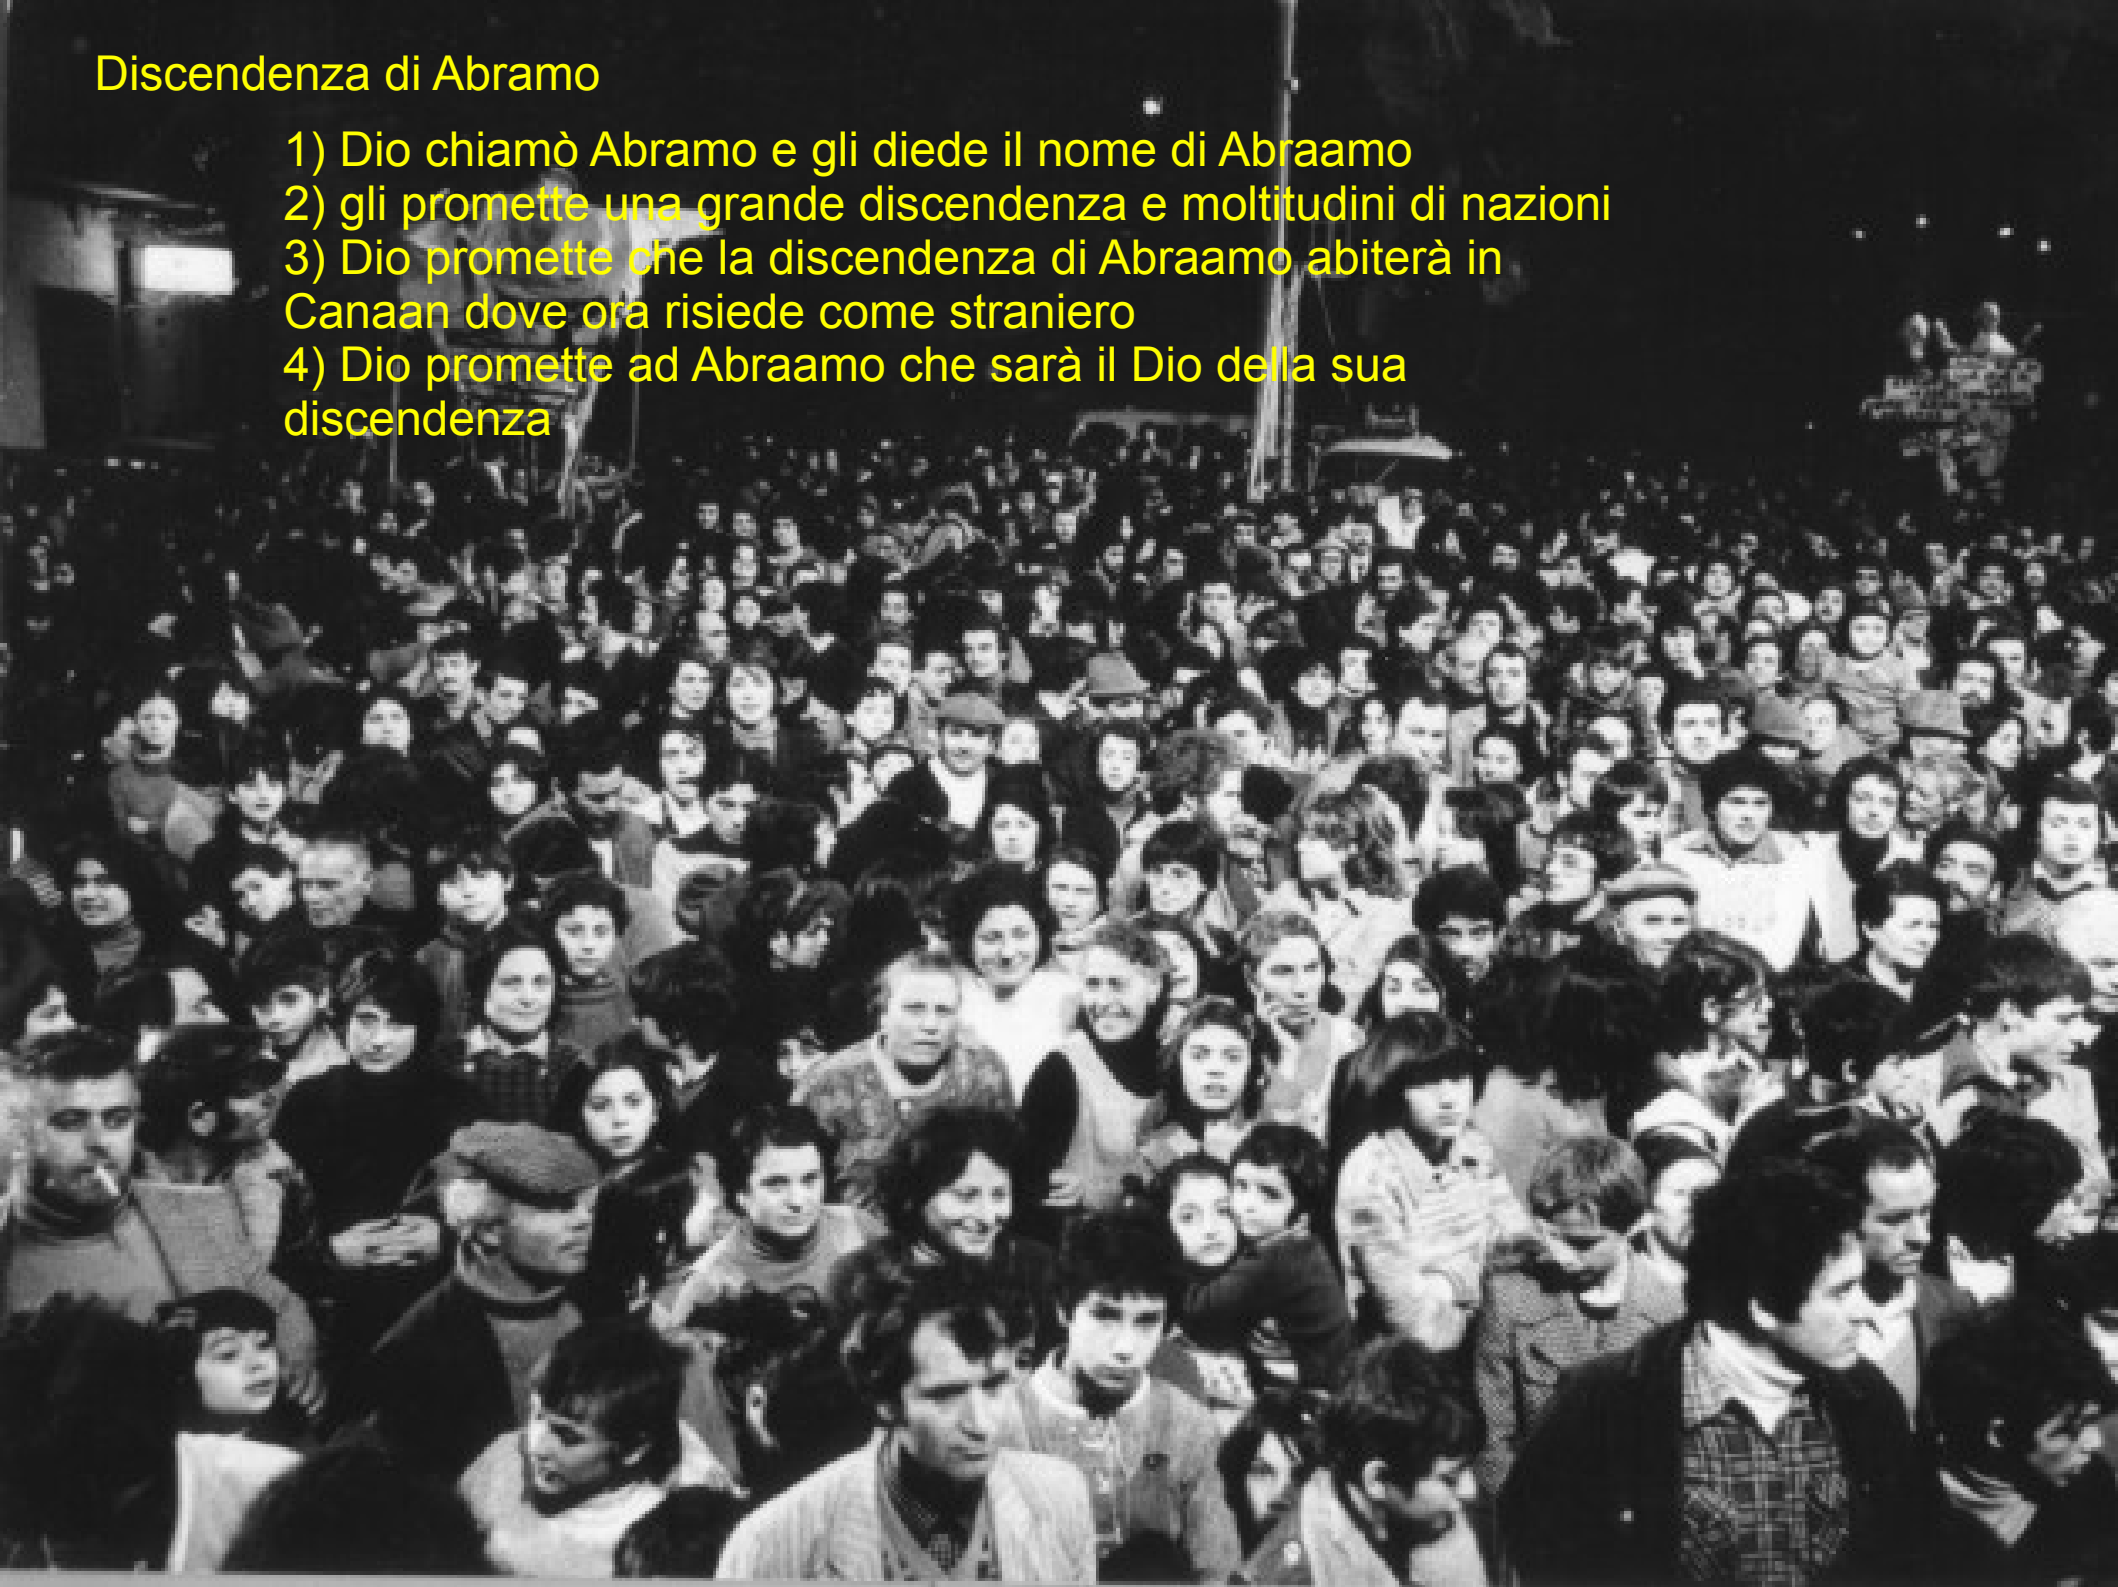 Discendenza di Abramo
1) Dio chiamò Abramo e gli diede il nome di Abraamo
2) gli promette una grande discendenza e moltitudini di nazioni
3) Dio promette che la discendenza di Abraamo abiterà in
Canaan dove ora risiede come straniero
4) Dio promette ad Abraamo che sarà il Dio della sua
discendenza